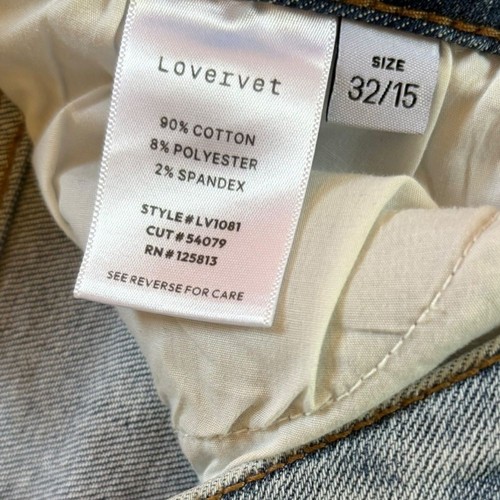 Lovervet
90% COTTON
8% POLYESTER
2% SPANDEX
STYLE#LV1081
CUT#54079
RN#125813
SEE REVERSE FOR CARE
SIZE
32/15